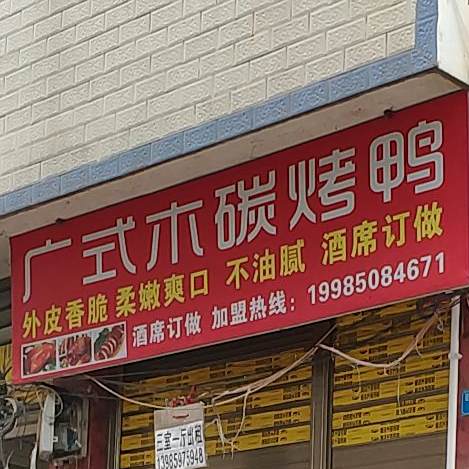 广式木碳烤鸭
外皮香脆 柔嫩爽口 不油腻 酒席订做
酒席订做 加盟热线：19985084671
三室一厅出租
13985975948